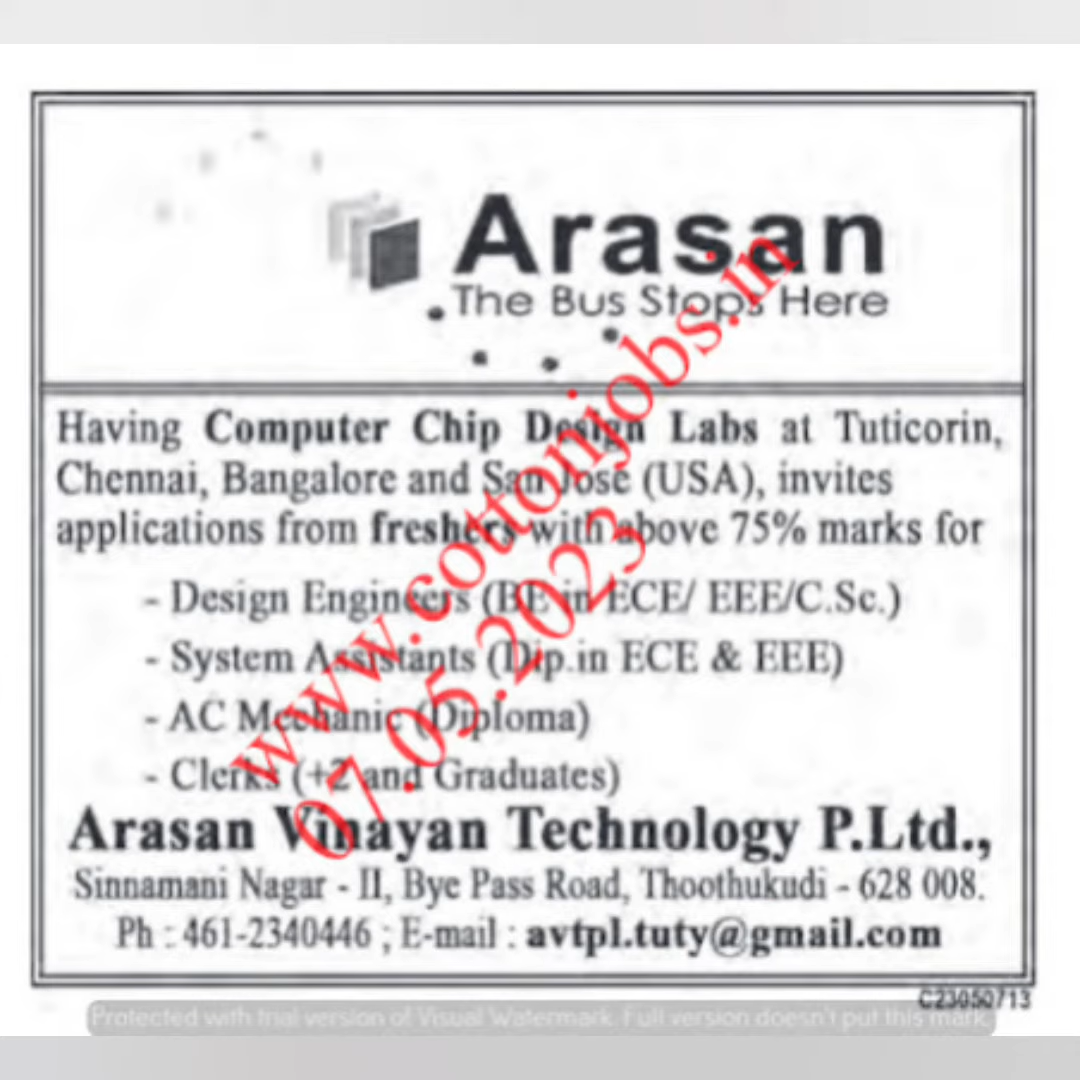 Arasan
The Bus Stops Here
Having Computer Chip Design Labs at Tuticorin,
Chennai, Bangalore and San Jose (USA), invites
applications from freshers with above 75% marks for
- Design Engineers (BE in ECE/ EEE/C.Sc.)
- System Assistants (Dip.in ECE & EEE)
- AC Mechanic (Diploma)
- Clerks (+2 and Graduates)
Arasan Vinayan Technology P.Ltd.,
Sinnamani Nagar - II, Bye Pass Road, Thoothukudi - 628 008.
Ph : 461-2340446 ; E-mail : avtpl.tuty@gmail.com
C23050713
www.cottonjobs.in
07.05.2023
Protected with trial version of Visual Watermark. Full version doesn't put this mark.